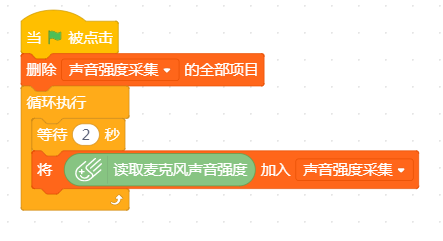 当 被点击
删除 声音强度采集 的全部项目
循环执行
等待 2 秒
将 读取麦克风声音强度 加入 声音强度采集